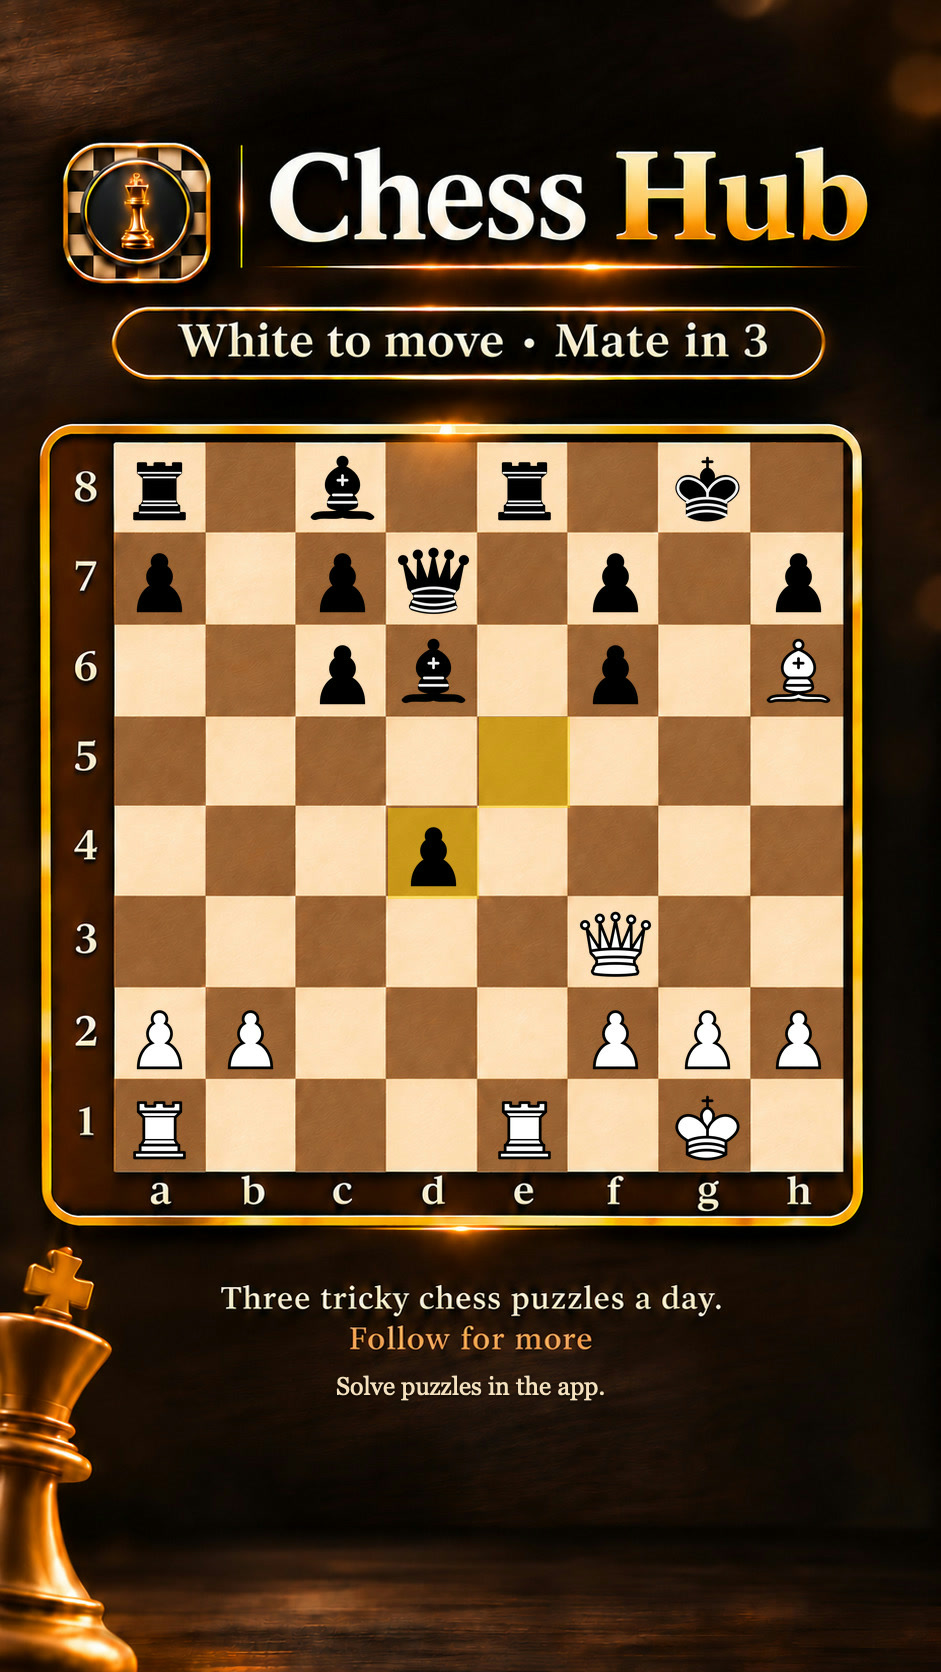 Chess Hub
White to move • Mate in 3
8
7
6
5
4
3
2
1
a b c d e f g h
Three tricky chess puzzles a day.
Follow for more
Solve puzzles in the app.